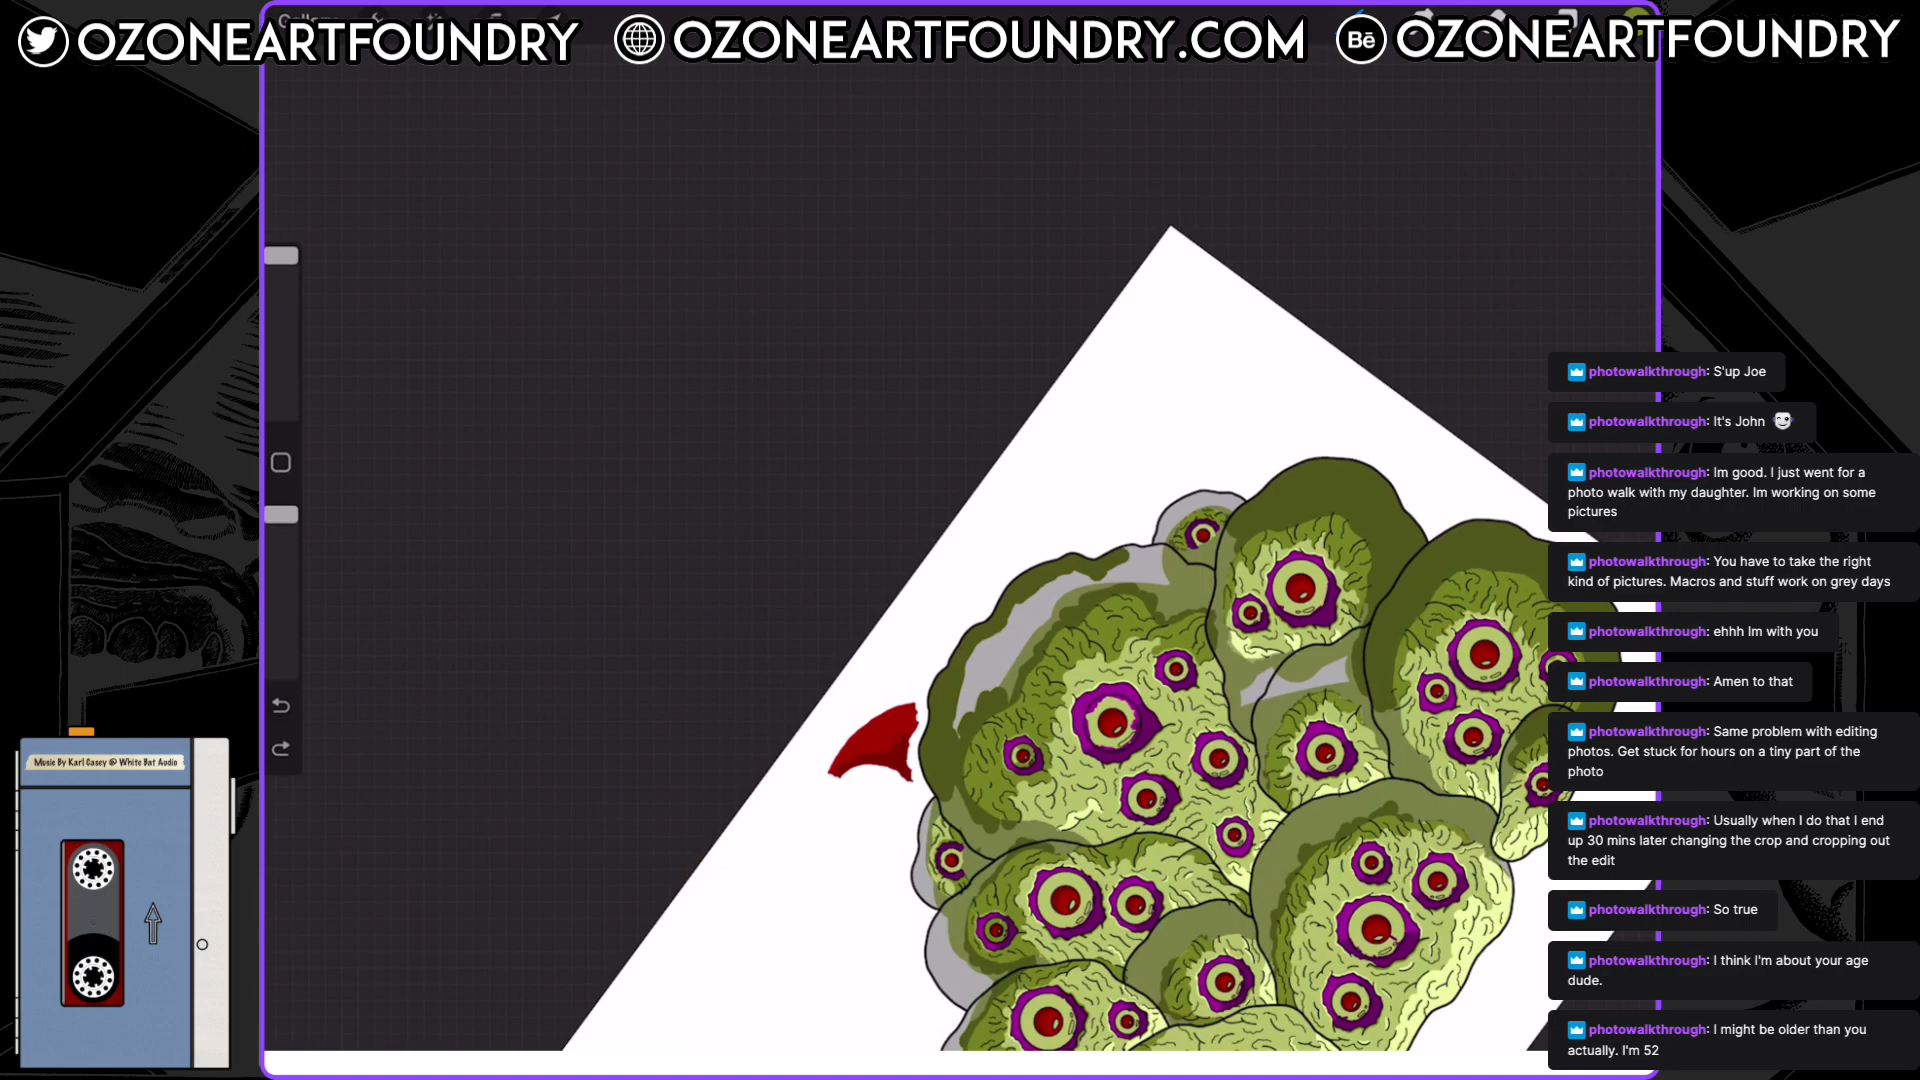 OZONEARTFOUNDRY
OZONEARTFOUNDRY.COM
Bē OZONEARTFOUNDRY
photowalkthrough: S'up Joe
photowalkthrough: It's John
photowalkthrough: Im good. I just went for a
photo walk with my daughter. Im working on some
pictures
photowalkthrough: You have to take the right
kind of pictures. Macros and stuff work on grey days
photowalkthrough: ehhh Im with you
photowalkthrough: Amen to that
photowalkthrough: Same problem with editing
photos. Get stuck for hours on a tiny part of the
photo
photowalkthrough: Usually when I do that I end
up 30 mins later changing the crop and cropping out
the edit
photowalkthrough: So true
photowalkthrough: I think I'm about your age
dude.
photowalkthrough: I might be older than you
actually. I'm 52
Music By Karl Casey @ White Bat Audio